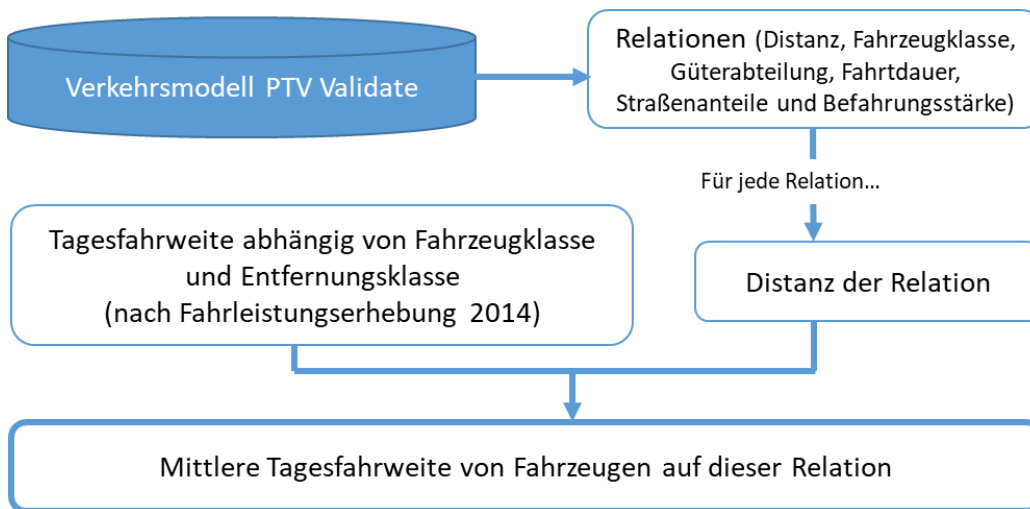 Verkehrsmodell PTV Validate
Relationen (Distanz, Fahrzeugklasse,
Güterabteilung, Fahrtdauer,
Straßenanteile und Befahrungsstärke)
Für jede Relation...
Tagesfahrweite abhängig von Fahrzeugklasse
und Entfernungsklasse
(nach Fahrleistungserhebung 2014)
Distanz der Relation
Mittlere Tagesfahrweite von Fahrzeugen auf dieser Relation